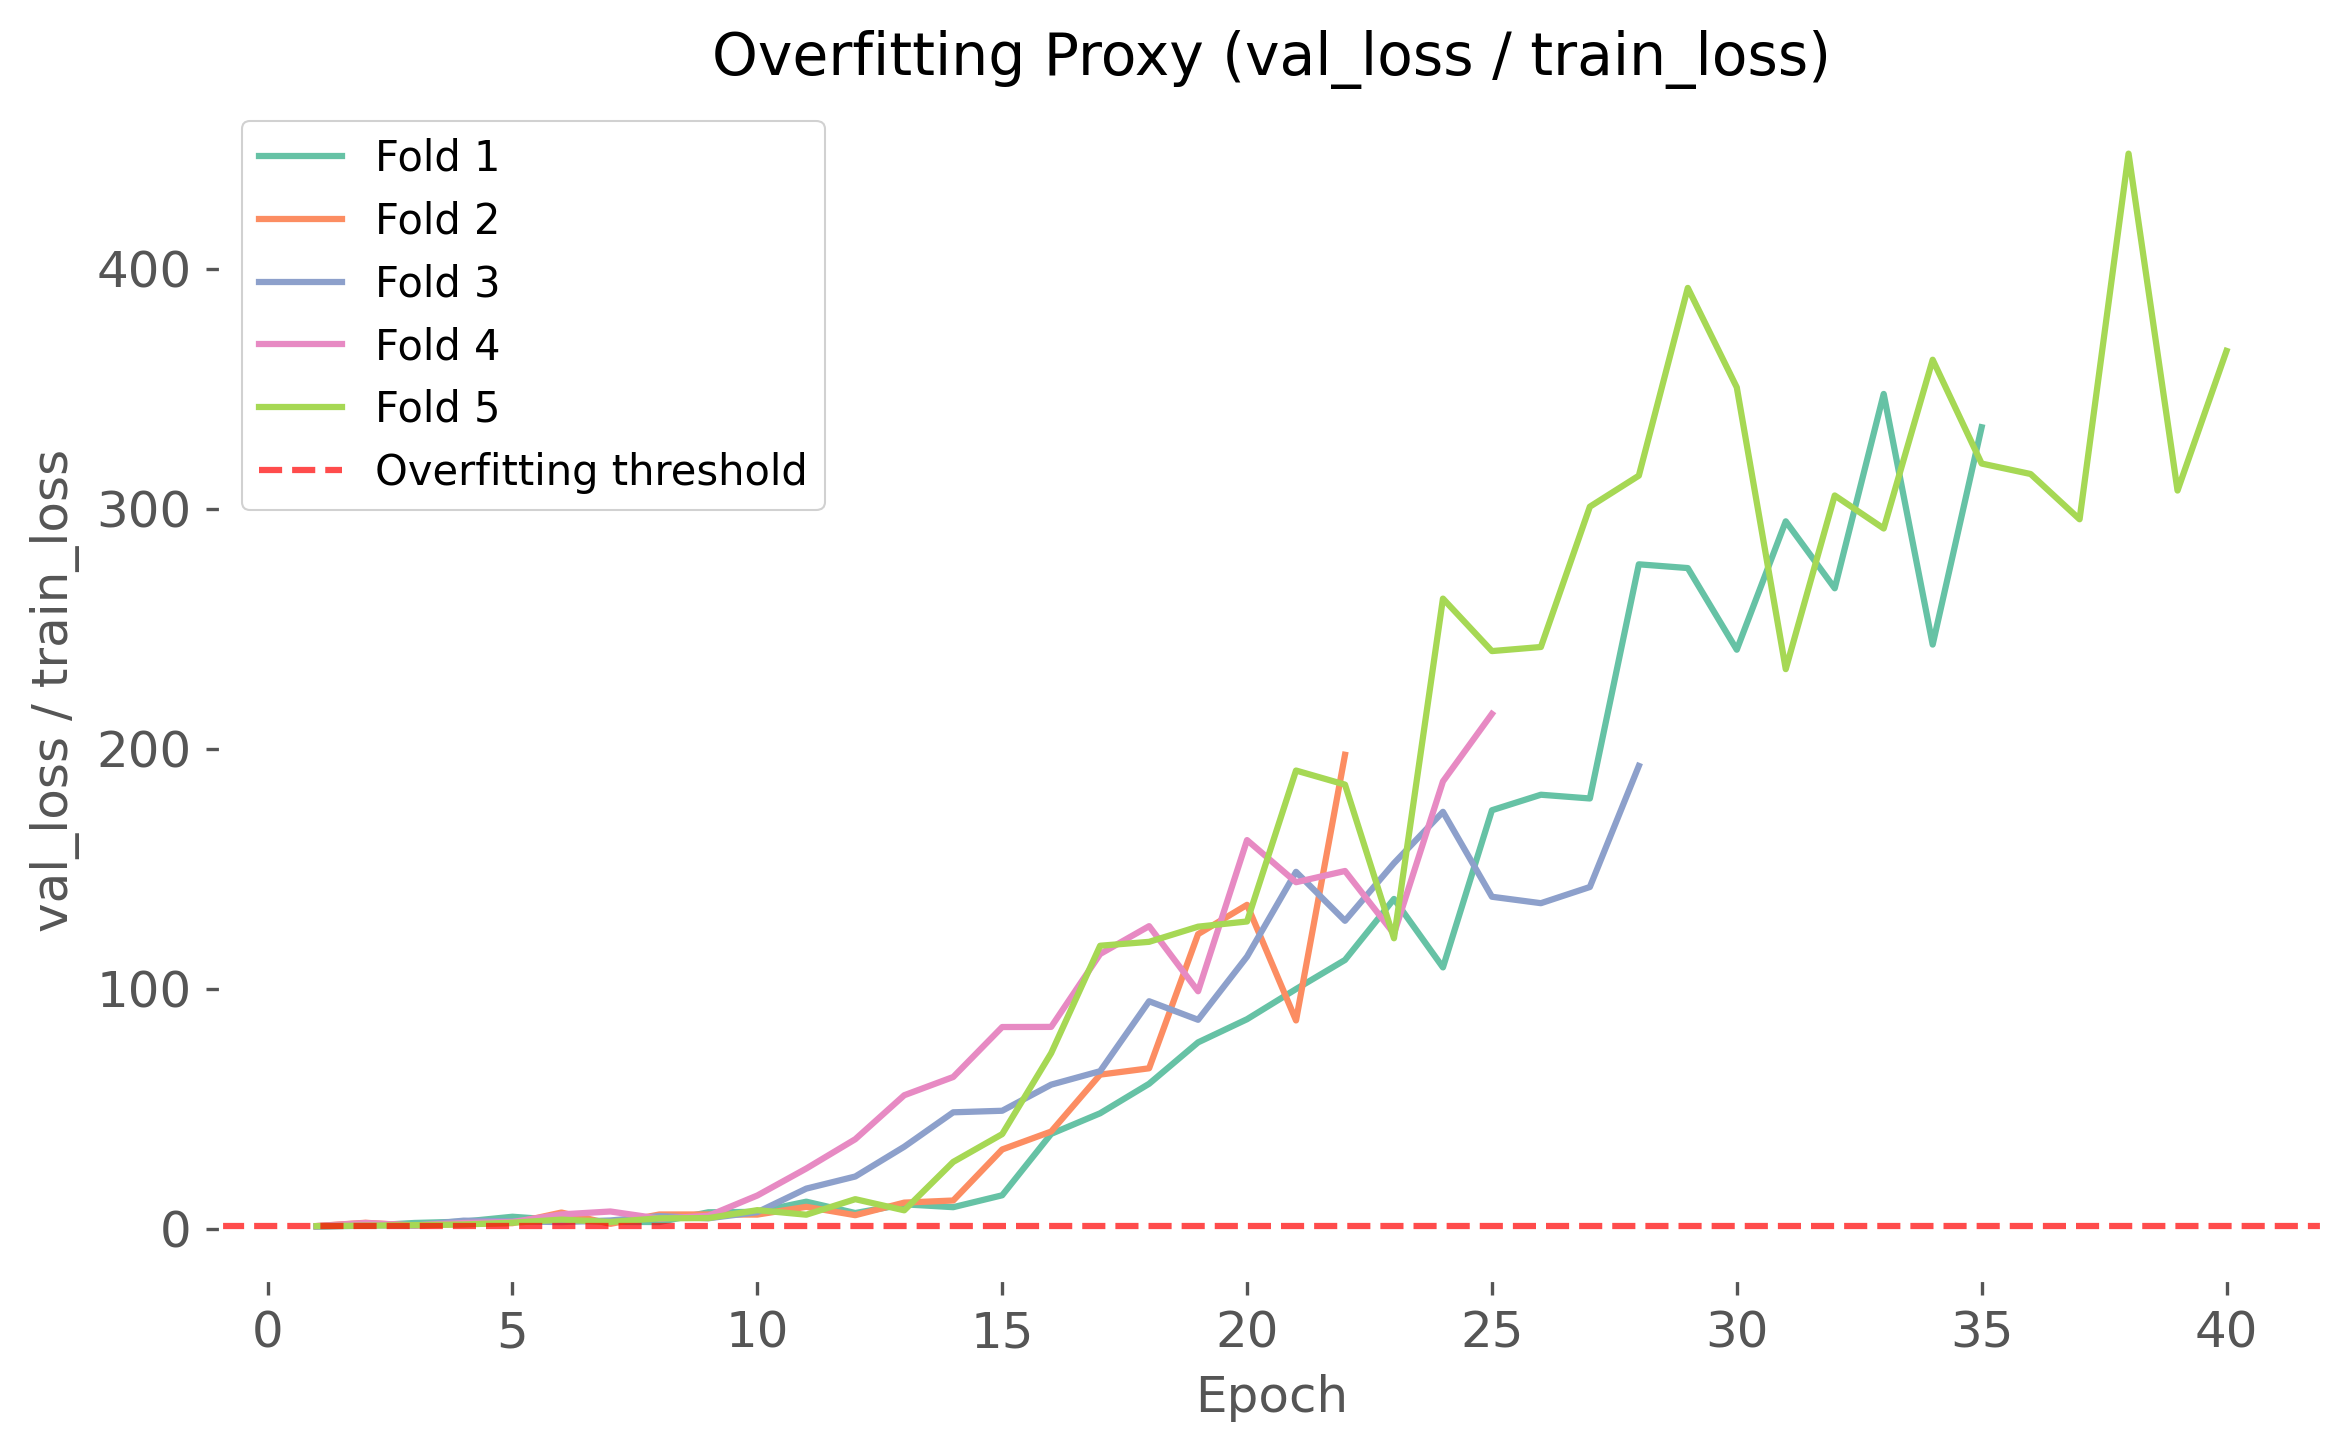 Overfitting Proxy (val_loss / train_loss)
Fold 1
Fold 2
Fold 3
Fold 4
Fold 5
Overfitting threshold
val_loss / train_loss
400
300
200
100
0
0 5 10 15 20 25 30 35 40
Epoch